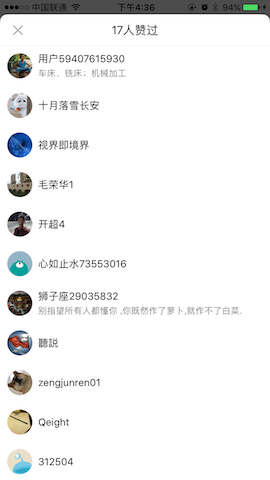 中国联通 下午4:36 94%
17人赞过
用户59407615930
车床、铣床；机械加工
十月落雪长安
视界即境界
毛荣华1
开超4
心如止水73553016
狮子座29035832
别指望所有人都懂你 ,你既然作了萝卜,就作不了白菜.
聽説
zengjunren01
Qeight
312504